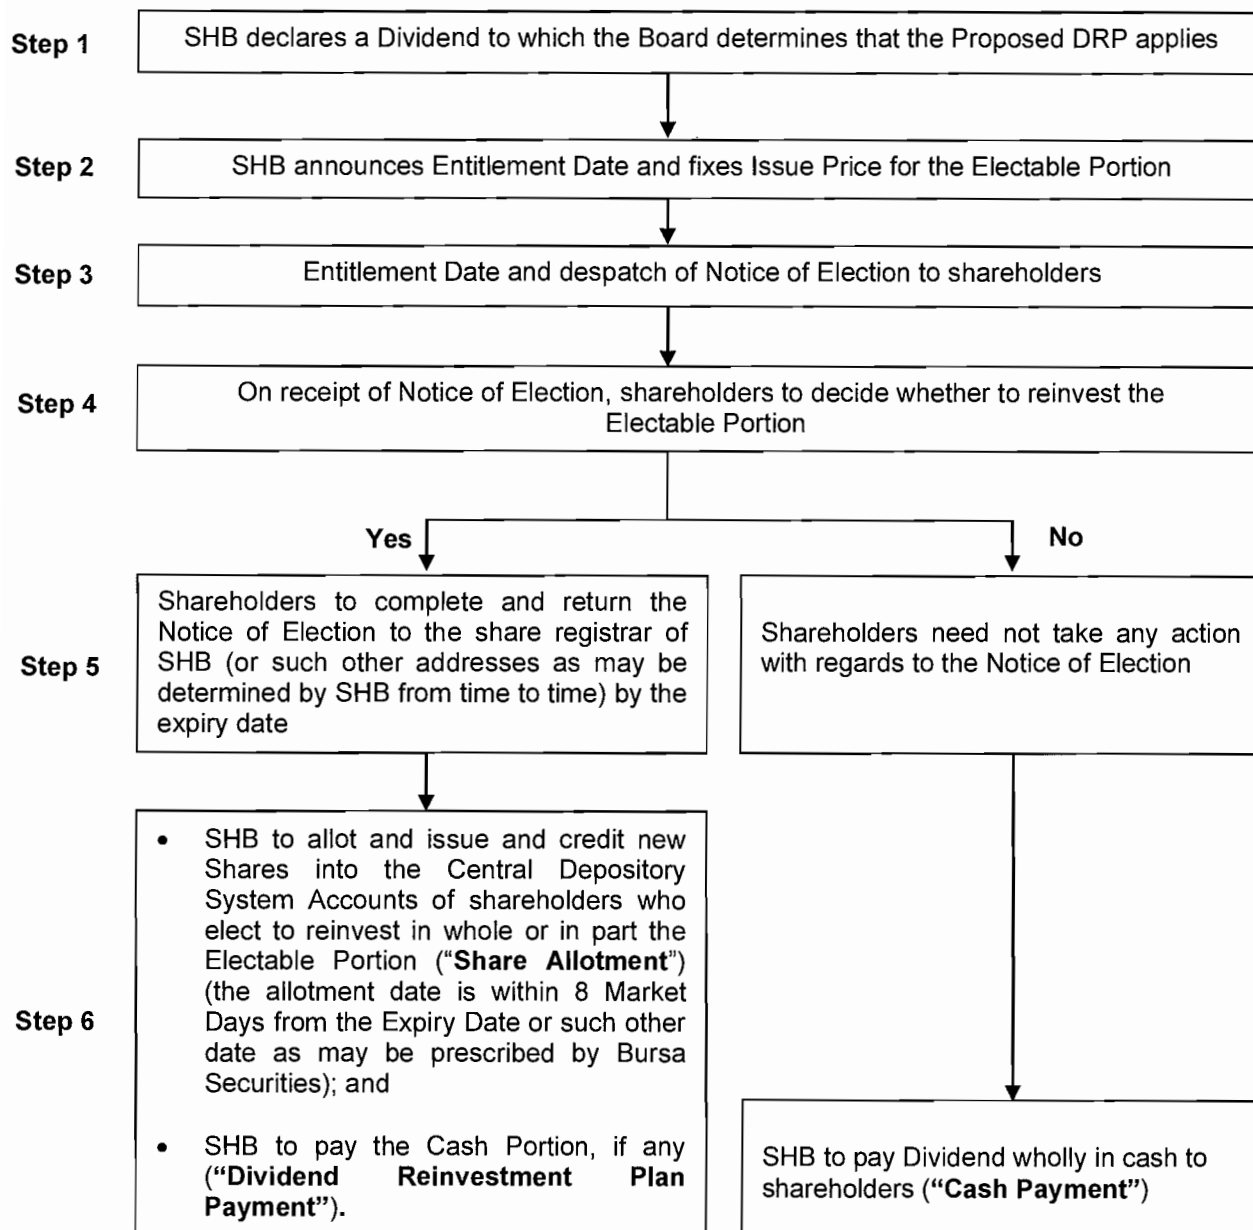 Step 1
SHB declares a Dividend to which the Board determines that the Proposed DRP applies
Step 2
SHB announces Entitlement Date and fixes Issue Price for the Electable Portion
Step 3
Entitlement Date and despatch of Notice of Election to shareholders
Step 4
On receipt of Notice of Election, shareholders to decide whether to reinvest the
Electable Portion
Yes
No
Step 5
Shareholders to complete and return the
Notice of Election to the share registrar of
SHB (or such other addresses as may be
determined by SHB from time to time) by the
expiry date
Shareholders need not take any action
with regards to the Notice of Election
Step 6
• SHB to allot and issue and credit new
Shares into the Central Depository
System Accounts of shareholders who
elect to reinvest in whole or in part the
Electable Portion (“Share Allotment”)
(the allotment date is within 8 Market
Days from the Expiry Date or such other
date as may be prescribed by Bursa
Securities); and
• SHB to pay the Cash Portion, if any
(“Dividend Reinvestment Plan
Payment”).
SHB to pay Dividend wholly in cash to
shareholders (“Cash Payment”)